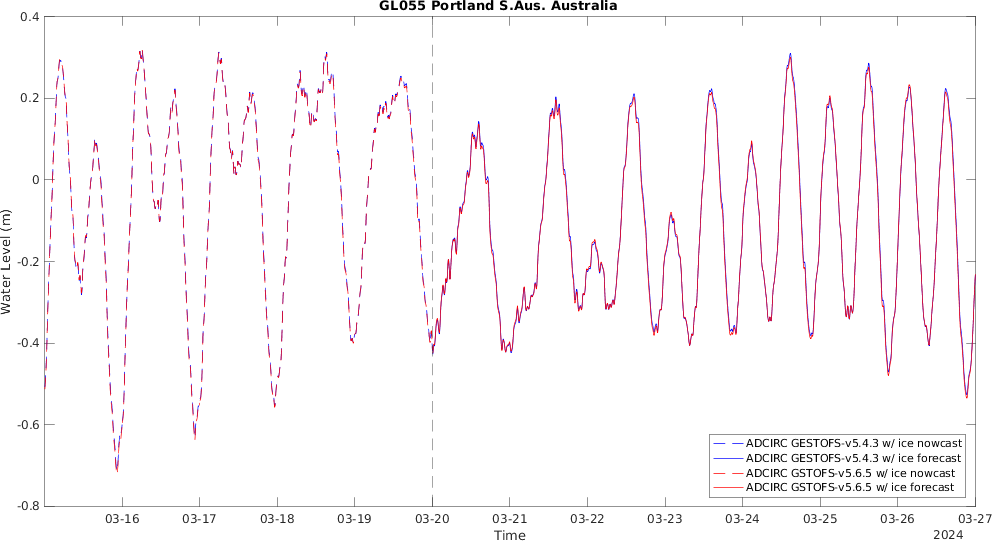 GL055 Portland S.Aus. Australia
0.4
0.2
0
-0.2
-0.4
-0.6
-0.8
Water Level (m)
ADCIRC GESTOFS-v5.4.3 w/ ice nowcast
ADCIRC GESTOFS-v5.4.3 w/ ice forecast
ADCIRC GSTOFS-v5.6.5 w/ ice nowcast
ADCIRC GSTOFS-v5.6.5 w/ ice forecast
03-16 03-17 03-18 03-19 03-20 03-21 03-22 03-23 03-24 03-25 03-26 03-27
Time
2024